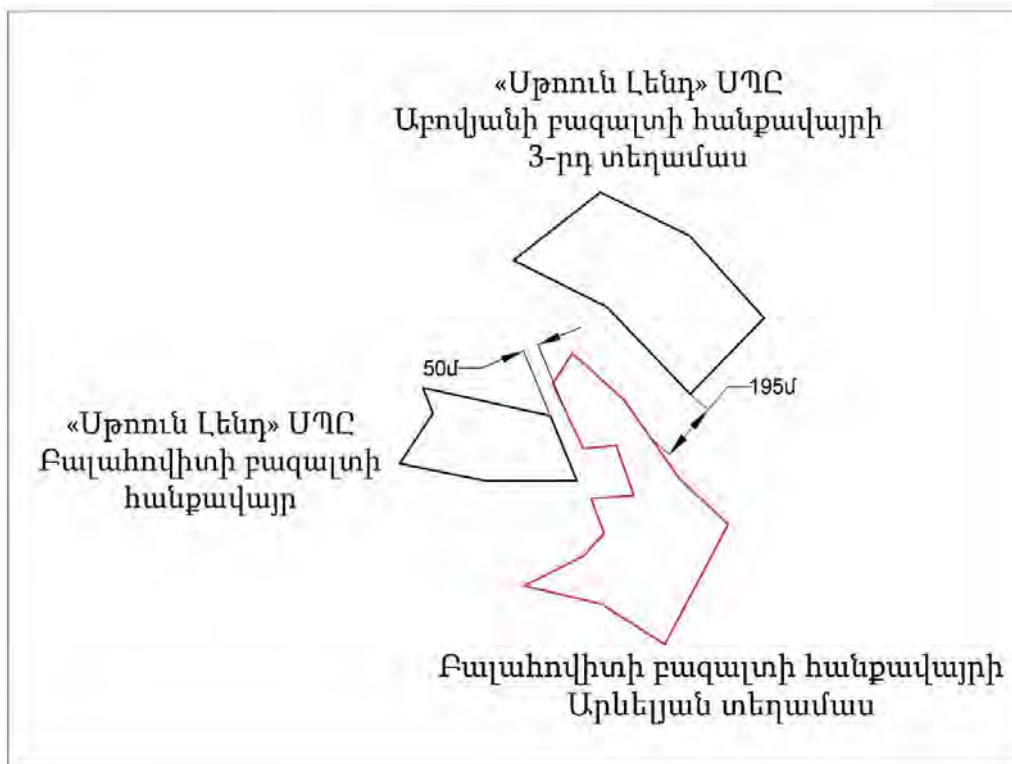 «Սթոուն Լենդ» ՍՊԸ
Աբովյանի բազալտի հանքավայրի
3-րդ տեղամաս
50մ
195մ
«Սթոուն Լենդ» ՍՊԸ
Բալահովիտի բազալտի
հանքավայր
Բալահովիտի բազալտի հանքավայրի
Արևելյան տեղամաս